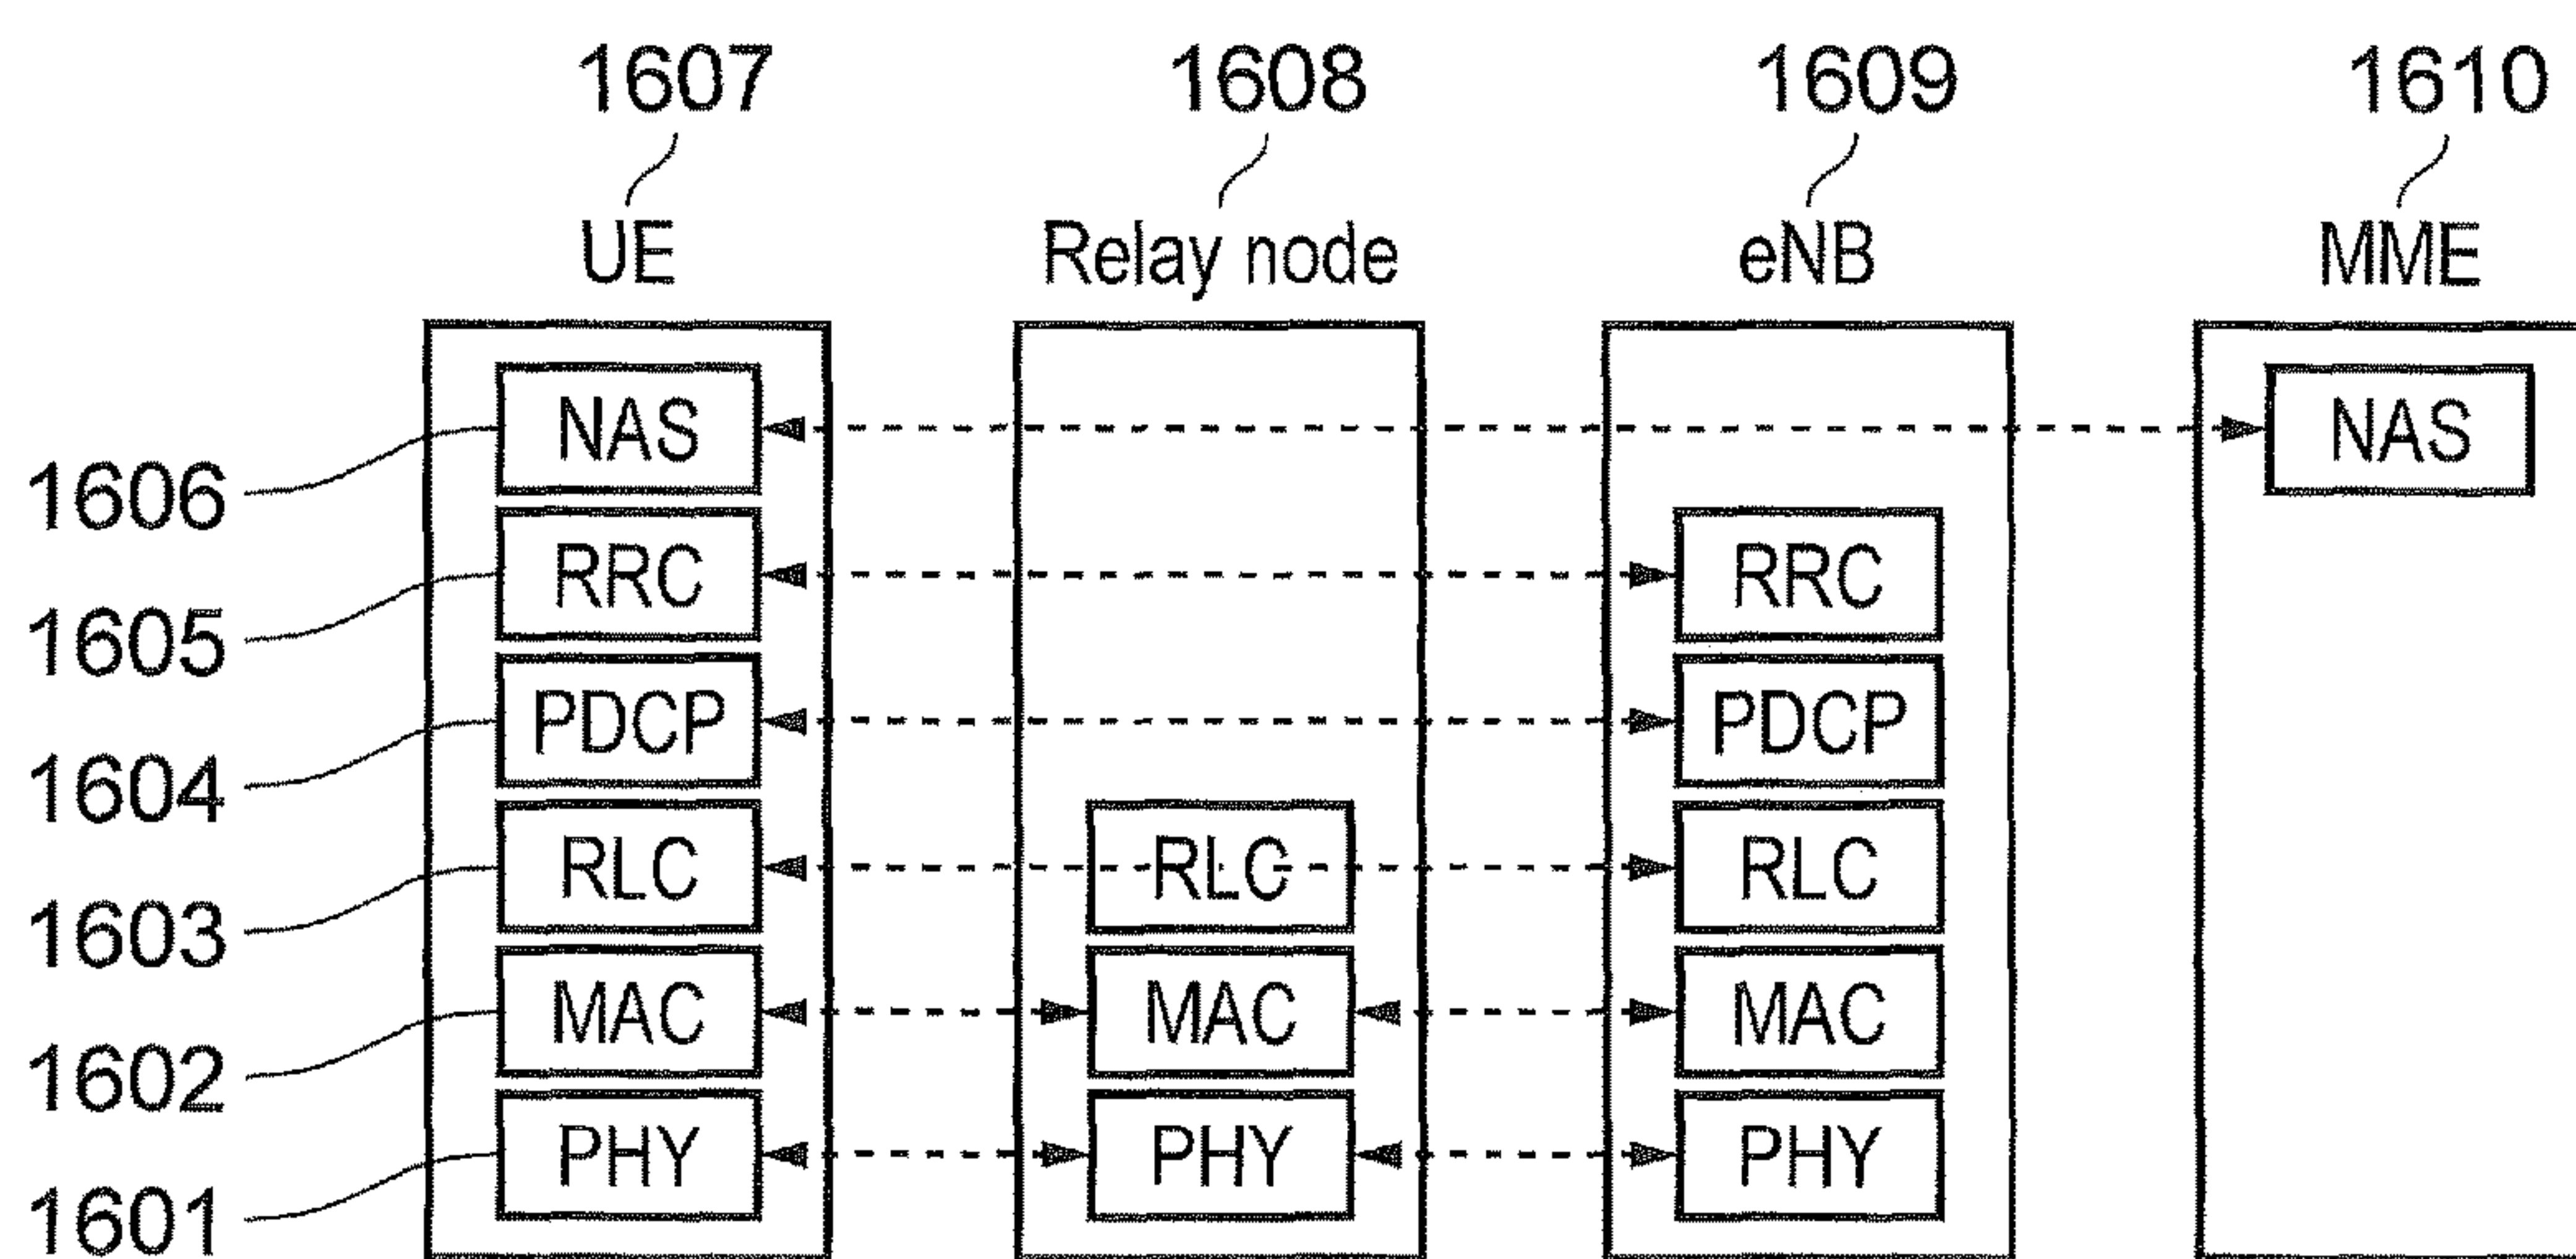 1607 1608 1609 1610
UE Relay node eNB MME
NAS NAS
1606
RRC RRC
1605
PDCP PDCP
1604
RLC RLC RLC
1603
MAC MAC MAC
1602
PHY PHY PHY
1601